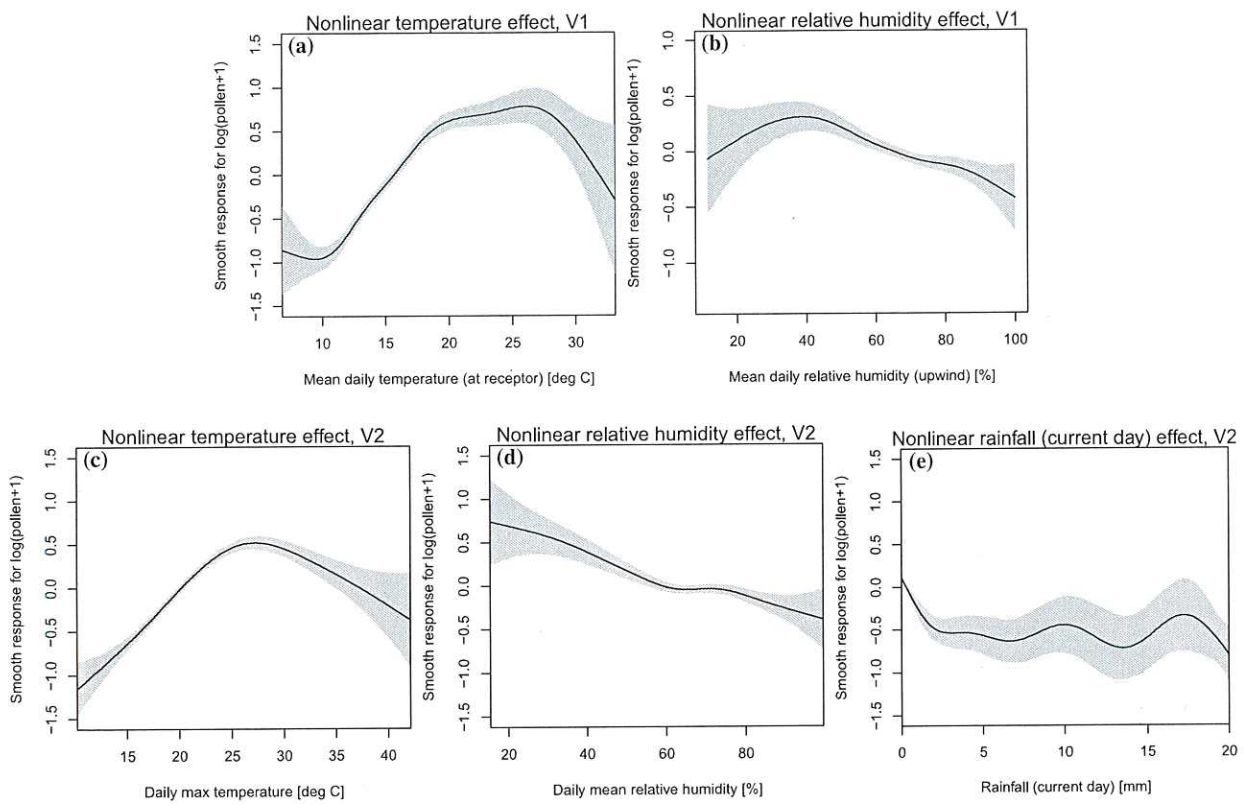 Nonlinear temperature effect, V1
(a)
Smooth response for log(pollen+1)
1.5
1.0
0.5
0.0
−0.5
−1.0
−1.5
10
15
20
25
30
Mean daily temperature (at receptor) [deg C]
Nonlinear relative humidity effect, V1
(b)
Smooth response for log(pollen+1)
1.0
0.5
0.0
−0.5
−1.0
20
40
60
80
100
Mean daily relative humidity (upwind) [%]
Nonlinear temperature effect, V2
(c)
Smooth response for log(pollen+1)
1.5
1.0
0.5
0.0
−0.5
−1.0
−1.5
15
20
25
30
35
40
Daily max temperature [deg C]
Nonlinear relative humidity effect, V2
(d)
Smooth response for log(pollen+1)
1.5
1.0
0.5
0.0
−0.5
−1.0
−1.5
20
40
60
80
Daily mean relative humidity [%]
Nonlinear rainfall (current day) effect, V2
(e)
Smooth response for log(pollen+1)
1.5
1.0
0.5
0.0
−0.5
−1.0
−1.5
0
5
10
15
20
Rainfall (current day) [mm]